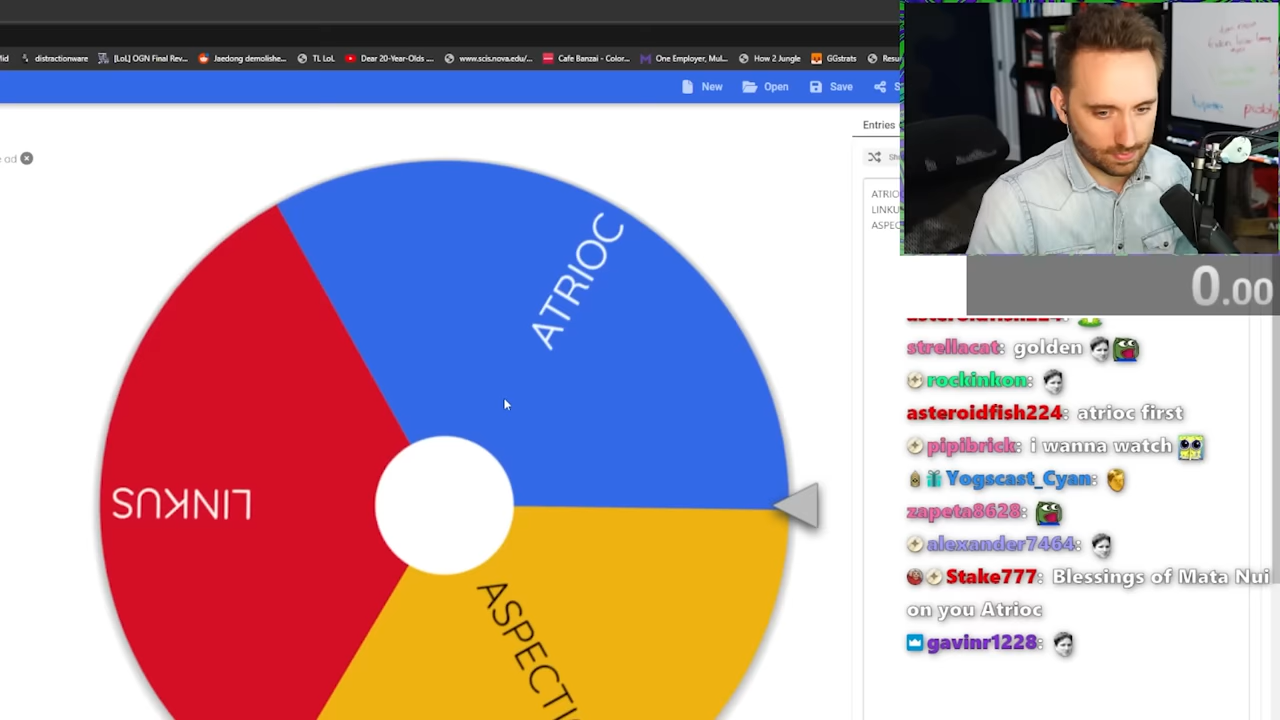 distractionware
[LoL] OGN Final Rev...
Jaedong demolishe...
TL LoL
Dear 20-Year-Olds ...
www.scis.nova.edu/...
Cafe Banzai - Color...
One Employer, Mul...
How 2 Jungle
GGstrats
New
Open
Save
Entries
ad
ATRIOC
LINKUS
ASPECT
0.00
asteroidfish224:
strellacat: golden
rockinkon:
asteroidfish224: atrioc first
pipibrick: i wanna watch
Yogscast_Cyan:
zapeta8628:
alexander7464:
Stake777: Blessings of Mata Nui
on you Atrioc
gavinr1228: